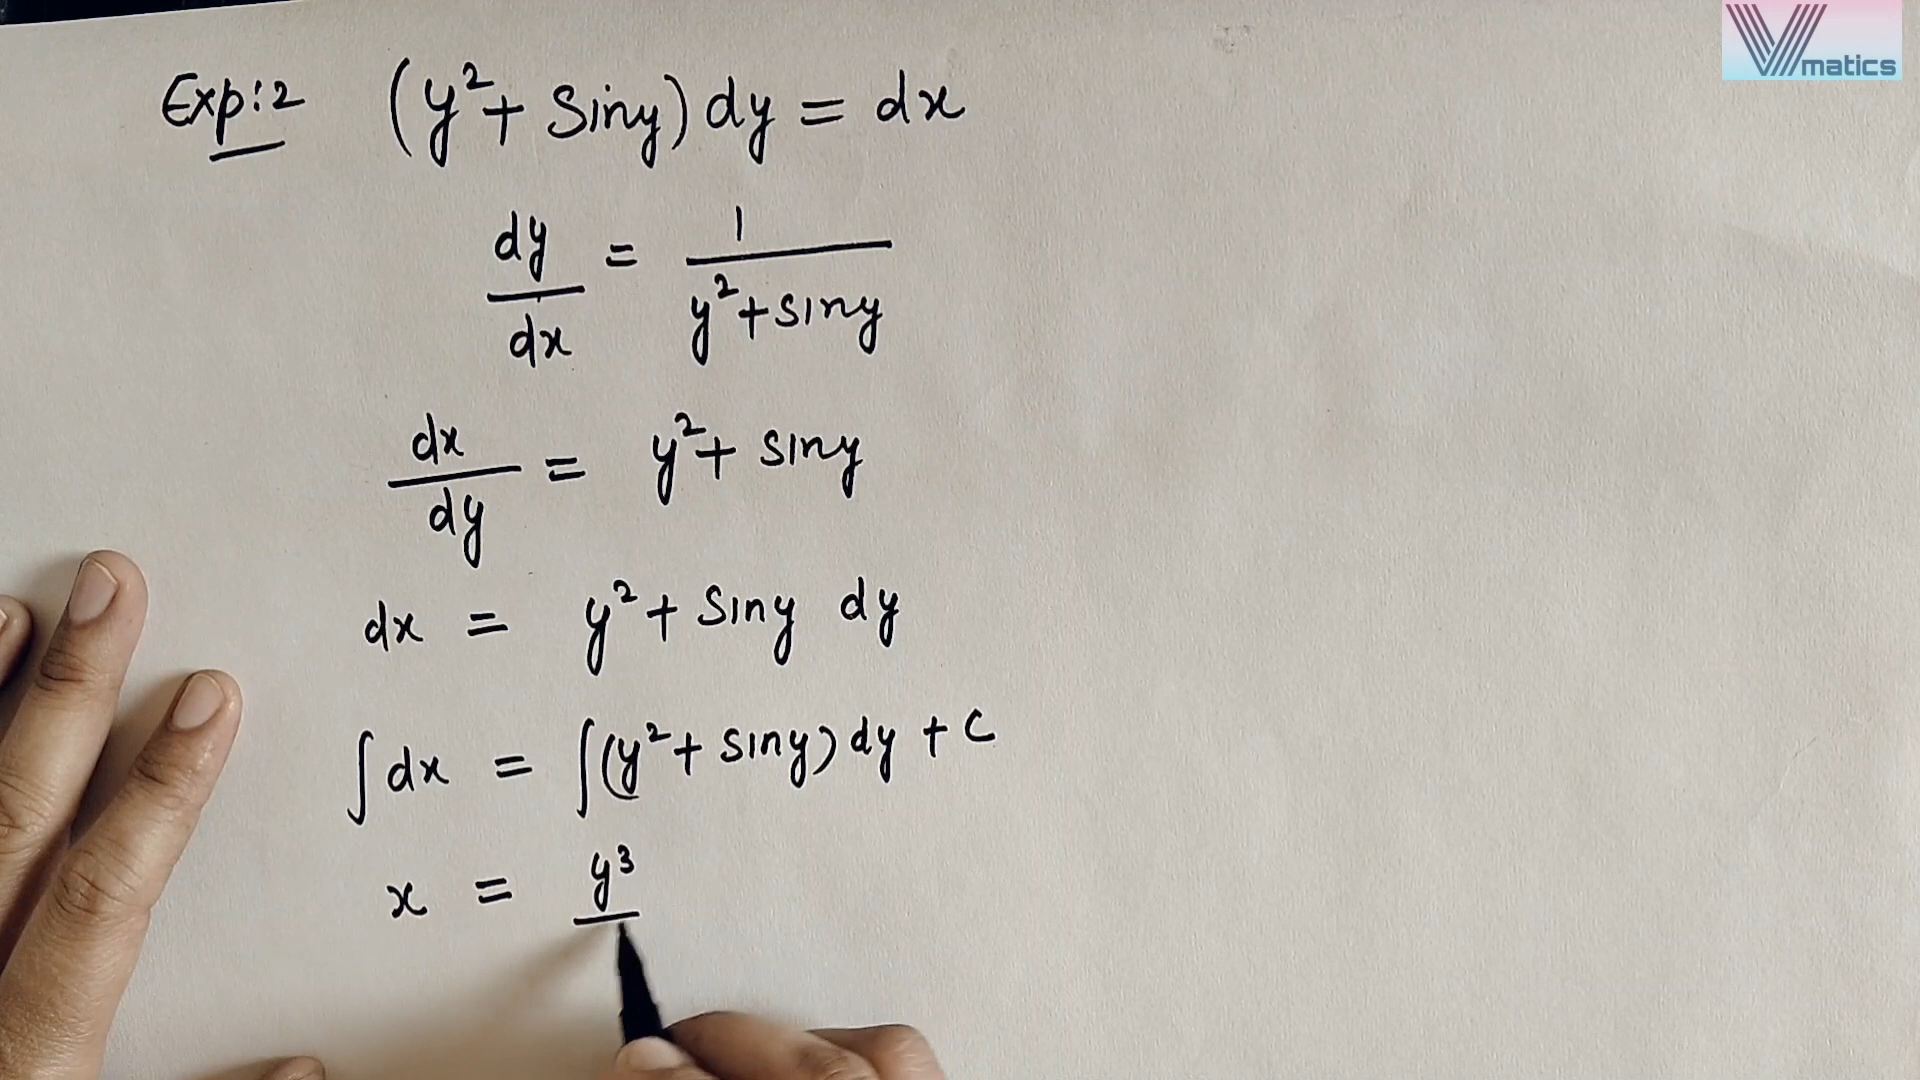 Vmatics
Exp:2 (y²+ Siny) dy = dx
dy/dx = 1/y²+siny
dx/dy = y²+ siny
dx = y²+ Siny dy
∫dx = ∫(y²+ siny) dy + c
x = y³/